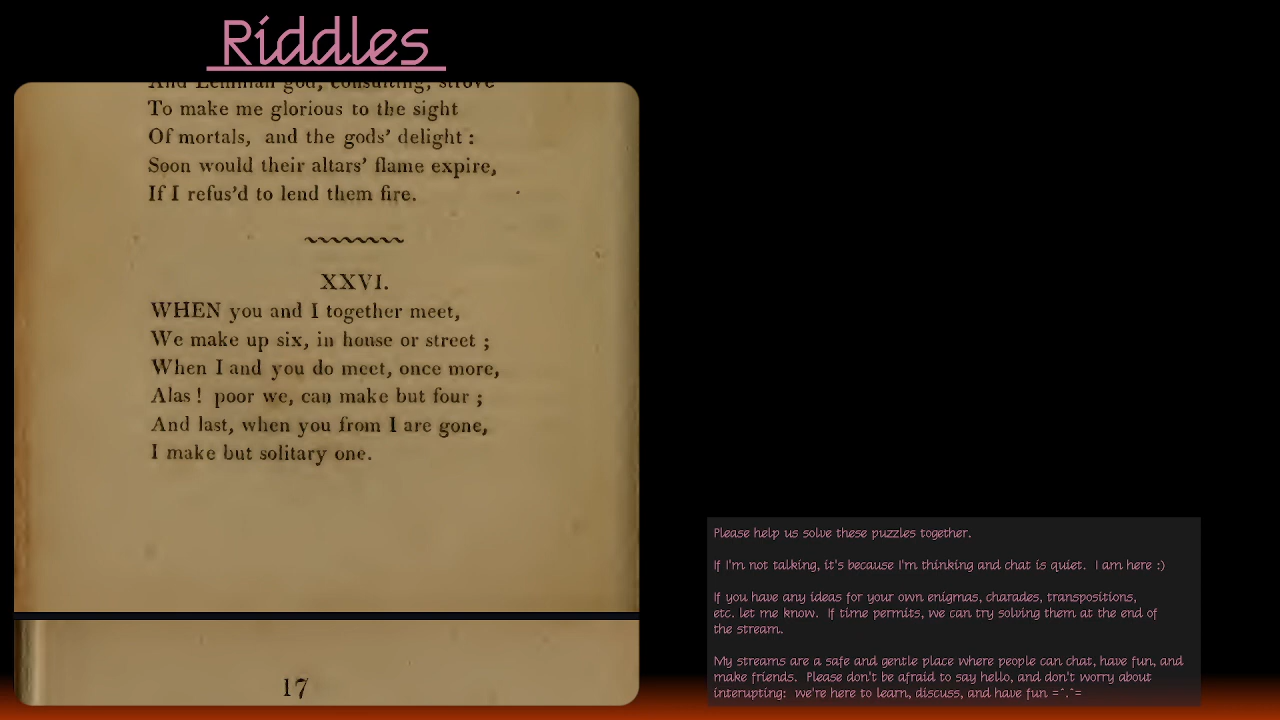 Riddles
And Lemnian god, consulting, strove
To make me glorious to the sight
Of mortals, and the gods' delight :
Soon would their altars' flame expire,
If I refus'd to lend them fire.
XXVI.
WHEN you and I together meet,
We make up six, in house or street ;
When I and you do meet, once more,
Alas ! poor we, can make but four ;
And last, when you from I are gone,
I make but solitary one.
17
Please help us solve these puzzles together.
If I'm not talking, it's because I'm thinking and chat is quiet. I am here :)
If you have any ideas for your own enigmas, charades, transpositions,
etc. let me know. If time permits, we can try solving them at the end of
the stream.
My streams are a safe and gentle place where people can chat, have fun, and
make friends. Please don't be afraid to say hello, and don't worry about
interupting: we're here to learn, discuss, and have fun =^.^=